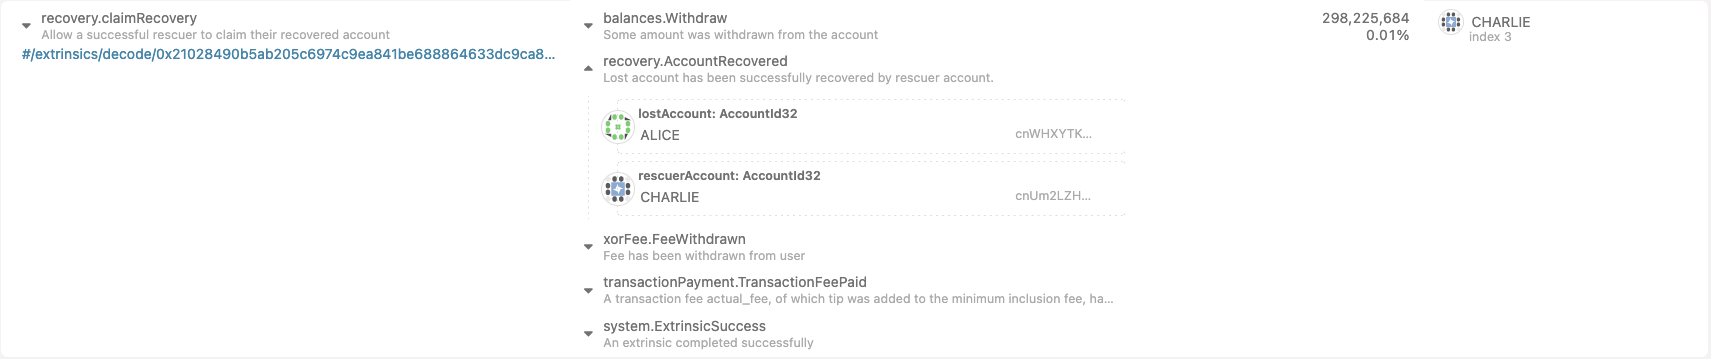 recovery.claimRecovery
Allow a successful rescuer to claim their recovered account
#/extrinsics/decode/0x21028490b5ab205c6974c9ea841be688864633dc9ca8...
balances.Withdraw
Some amount was withdrawn from the account
recovery.AccountRecovered
Lost account has been successfully recovered by rescuer account.
lostAccount: AccountId32
ALICE
cnWHXYTK...
rescuerAccount: AccountId32
CHARLIE
cnUm2LZH...
xorFee.FeeWithdrawn
Fee has been withdrawn from user
transactionPayment.TransactionFeePaid
A transaction fee actual_fee, of which tip was added to the minimum inclusion fee, ha...
system.ExtrinsicSuccess
An extrinsic completed successfully
298,225,684
0.01%
CHARLIE
index 3